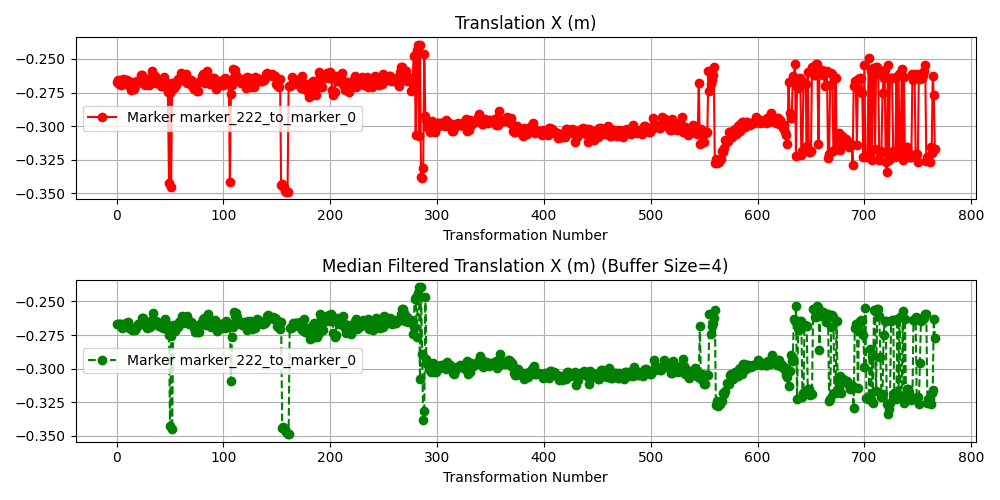 Translation X (m)
−0.250
−0.275
−0.300
−0.325
−0.350
Marker marker_222_to_marker_0
0 100 200 300 400 500 600 700 800
Transformation Number
Median Filtered Translation X (m) (Buffer Size=4)
−0.250
−0.275
−0.300
−0.325
−0.350
Marker marker_222_to_marker_0
0 100 200 300 400 500 600 700 800
Transformation Number